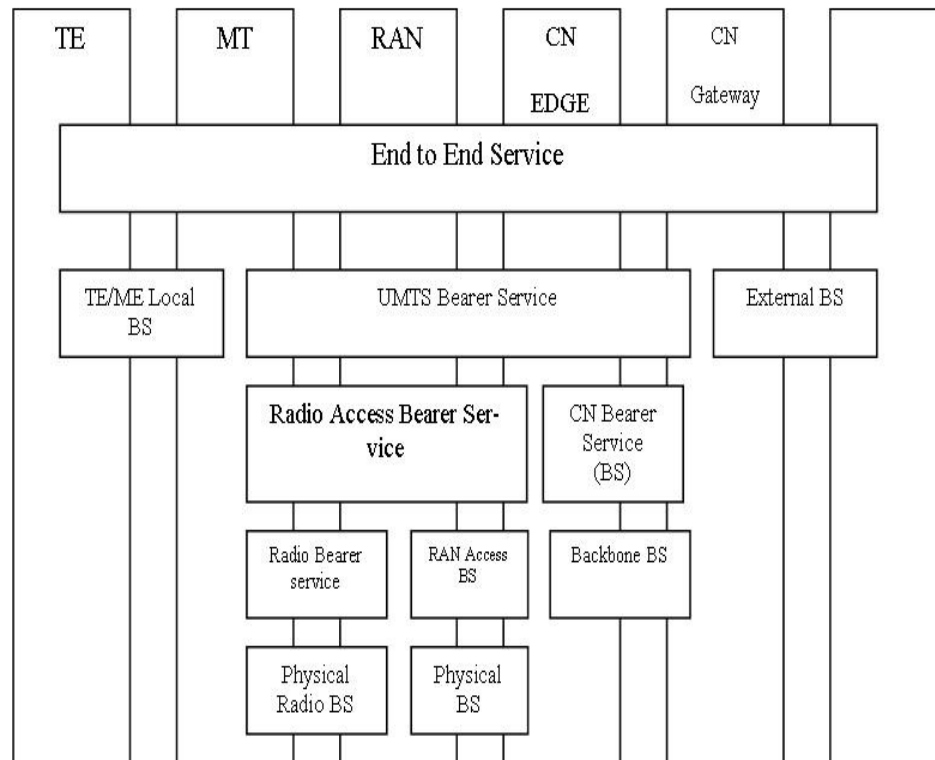 TE
MT
RAN
CN
EDGE
CN
Gateway
End to End Service
TE/ME Local
BS
UMTS Bearer Service
External BS
Radio Access Bearer Ser-
vice
CN Bearer
Service
(BS)
Radio Bearer
service
RAN Access
BS
Backbone BS
Physical
Radio BS
Physical
BS